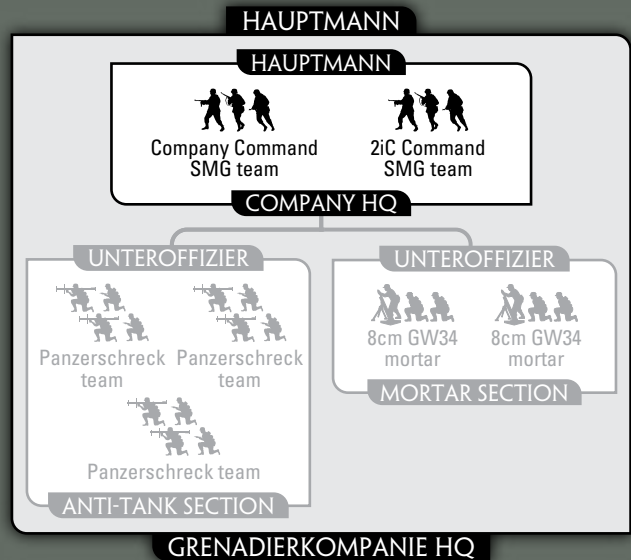 HAUPTMANN
HAUPTMANN
Company Command
SMG team
2iC Command
SMG team
COMPANY HQ
UNTEROFFIZIER
Panzerschreck
team
Panzerschreck
team
Panzerschreck team
ANTI-TANK SECTION
UNTEROFFIZIER
8cm GW34
mortar
8cm GW34
mortar
MORTAR SECTION
GRENADIERKOMPANIE HQ